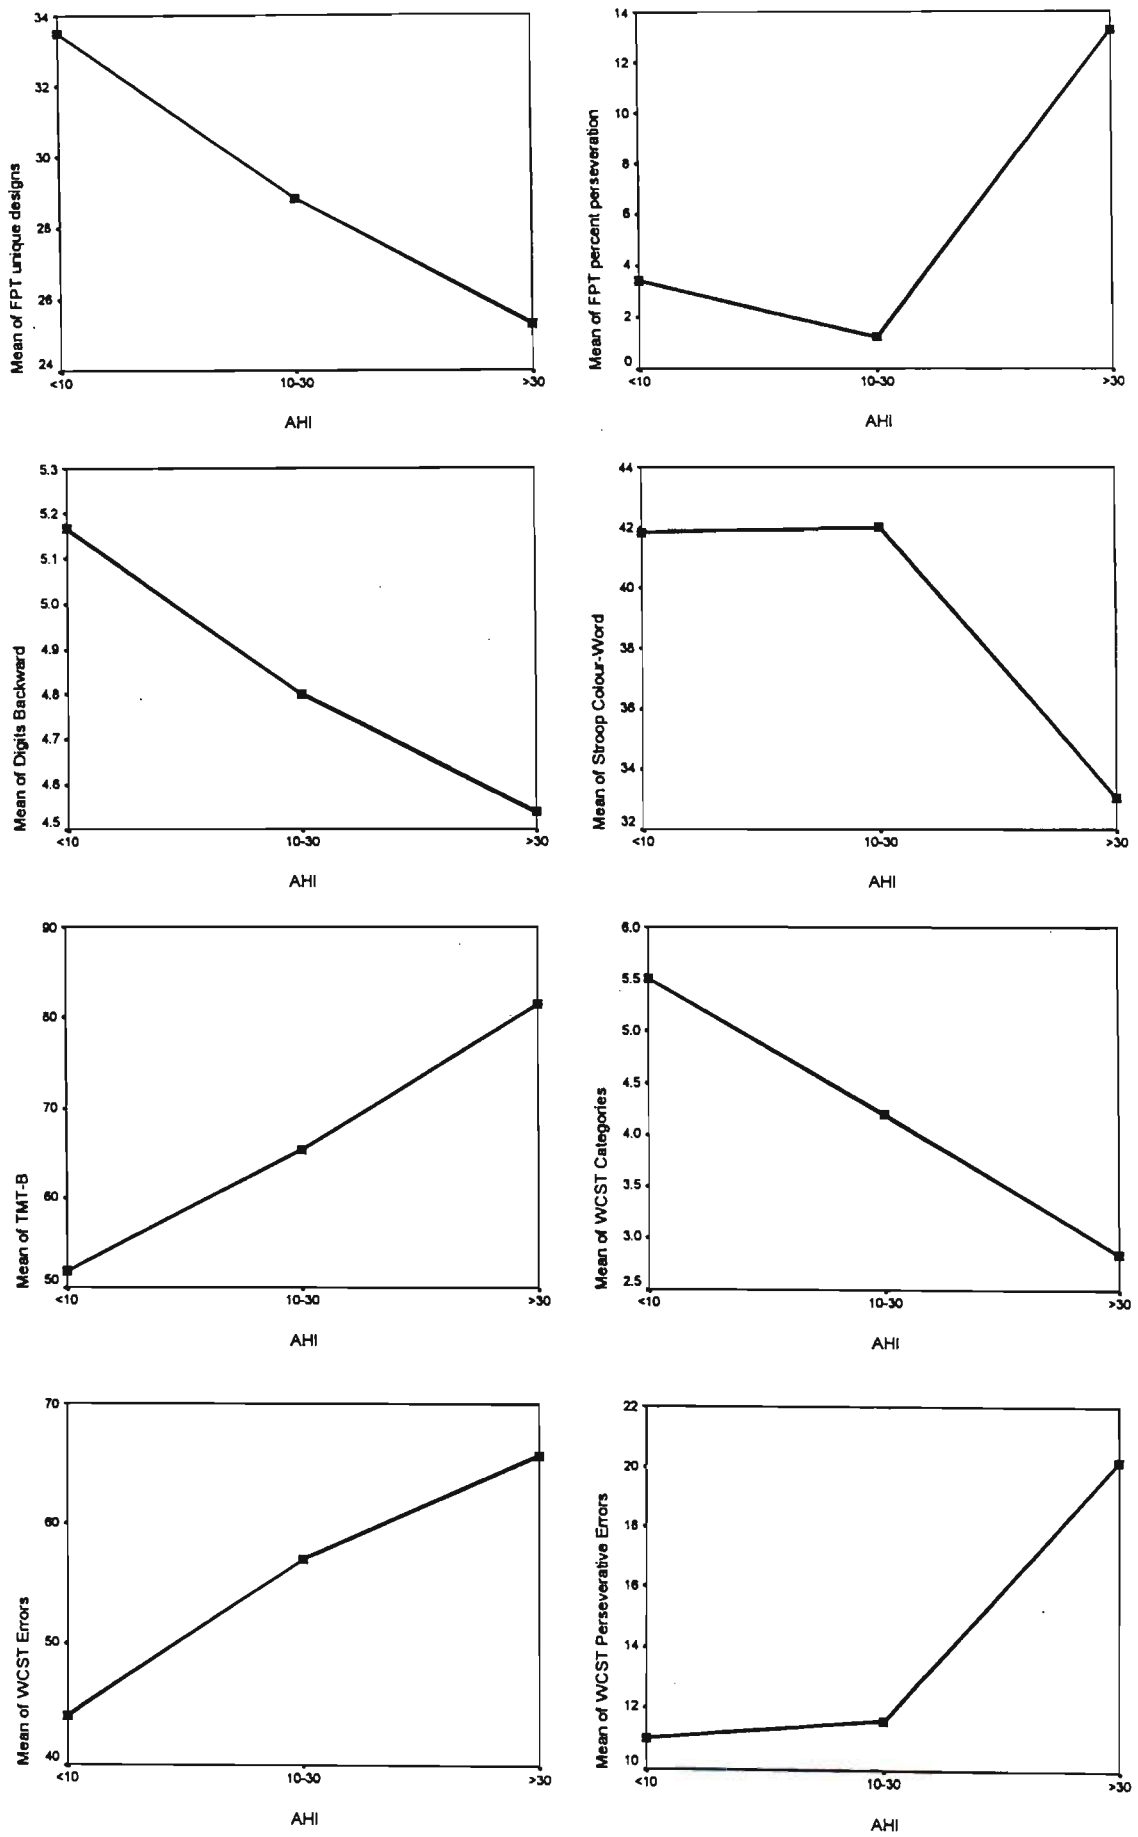 Mean of FPT unique designs
34
32
30
28
26
24
<10 10-30 >30
AHI
Mean of FPT percent perseveration
14
12
10
8
6
4
2
0
<10 10-30 >30
AHI
Mean of Digits Backward
5.3
5.2
5.1
5.0
4.9
4.8
4.7
4.6
4.5
<10 10-30 >30
AHI
Mean of Stroop Colour-Word
44
42
40
38
36
34
32
<10 10-30 >30
AHI
Mean of TMT-B
90
80
70
60
50
<10 10-30 >30
AHI
Mean of WCST Categories
6.0
5.5
5.0
4.5
4.0
3.5
3.0
2.5
<10 10-30 >30
AHI
Mean of WCST Errors
70
60
50
40
<10 10-30 >30
AHI
Mean of WCST Perseverative Errors
22
20
18
16
14
12
10
<10 10-30 >30
AHI